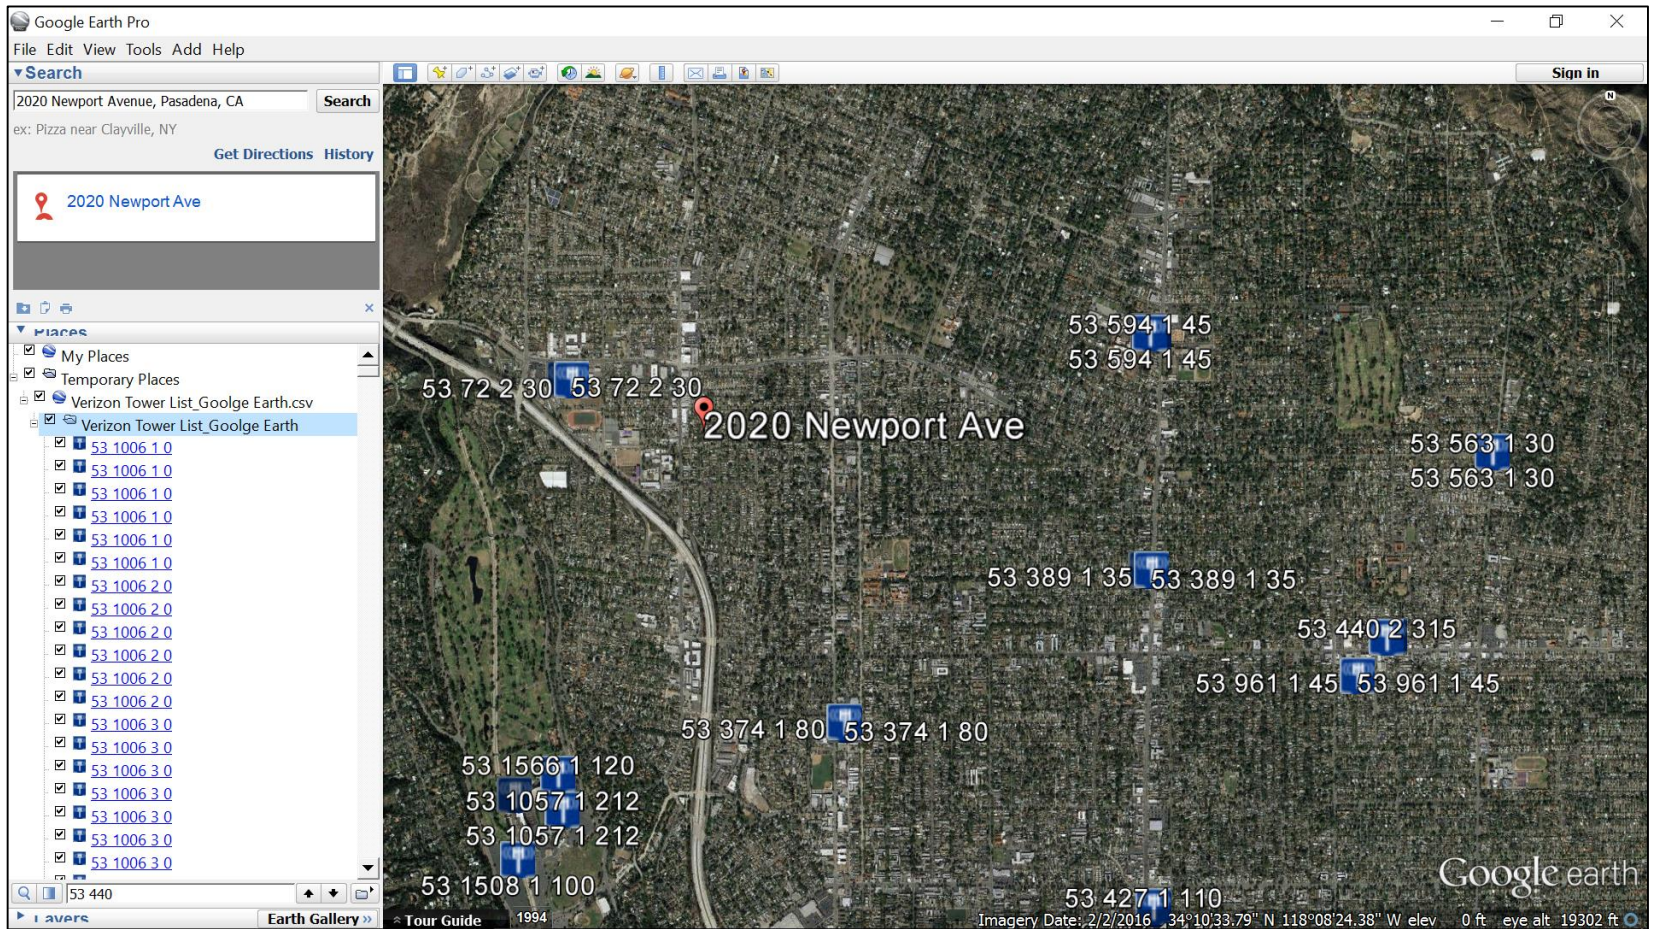 Google Earth Pro
File Edit View Tools Add Help
Search
Sign in
2020 Newport Avenue, Pasadena, CA
Search
ex: Pizza near Clayville, NY
Get Directions History
2020 Newport Ave
Places
My Places
Temporary Places
Verizon Tower List_Goolge Earth.csv
Verizon Tower List_Goolge Earth
53 1006 1 0
53 1006 1 0
53 1006 1 0
53 1006 1 0
53 1006 1 0
53 1006 1 0
53 1006 2 0
53 1006 2 0
53 1006 2 0
53 1006 2 0
53 1006 2 0
53 1006 2 0
53 1006 3 0
53 1006 3 0
53 1006 3 0
53 1006 3 0
53 1006 3 0
53 1006 3 0
53 1006 3 0
53 440
Layers
Earth Gallery »
N
53 594 1 45
53 594 1 45
53 72 2 30 53 72 2 30
2020 Newport Ave
53 563 1 30
53 563 1 30
53 389 1 35 53 389 1 35
53 440 2 315
53 961 1 45 53 961 1 45
53 374 1 80 53 374 1 80
53 1566 1 120
53 1057 1 212
53 1057 1 212
53 1508 1 100
53 427 1 110
Google earth
Tour Guide
1994
Imagery Date: 2/2/2016 34°10'33.79" N 118°08'24.38" W elev 0 ft eye alt 19302 ft